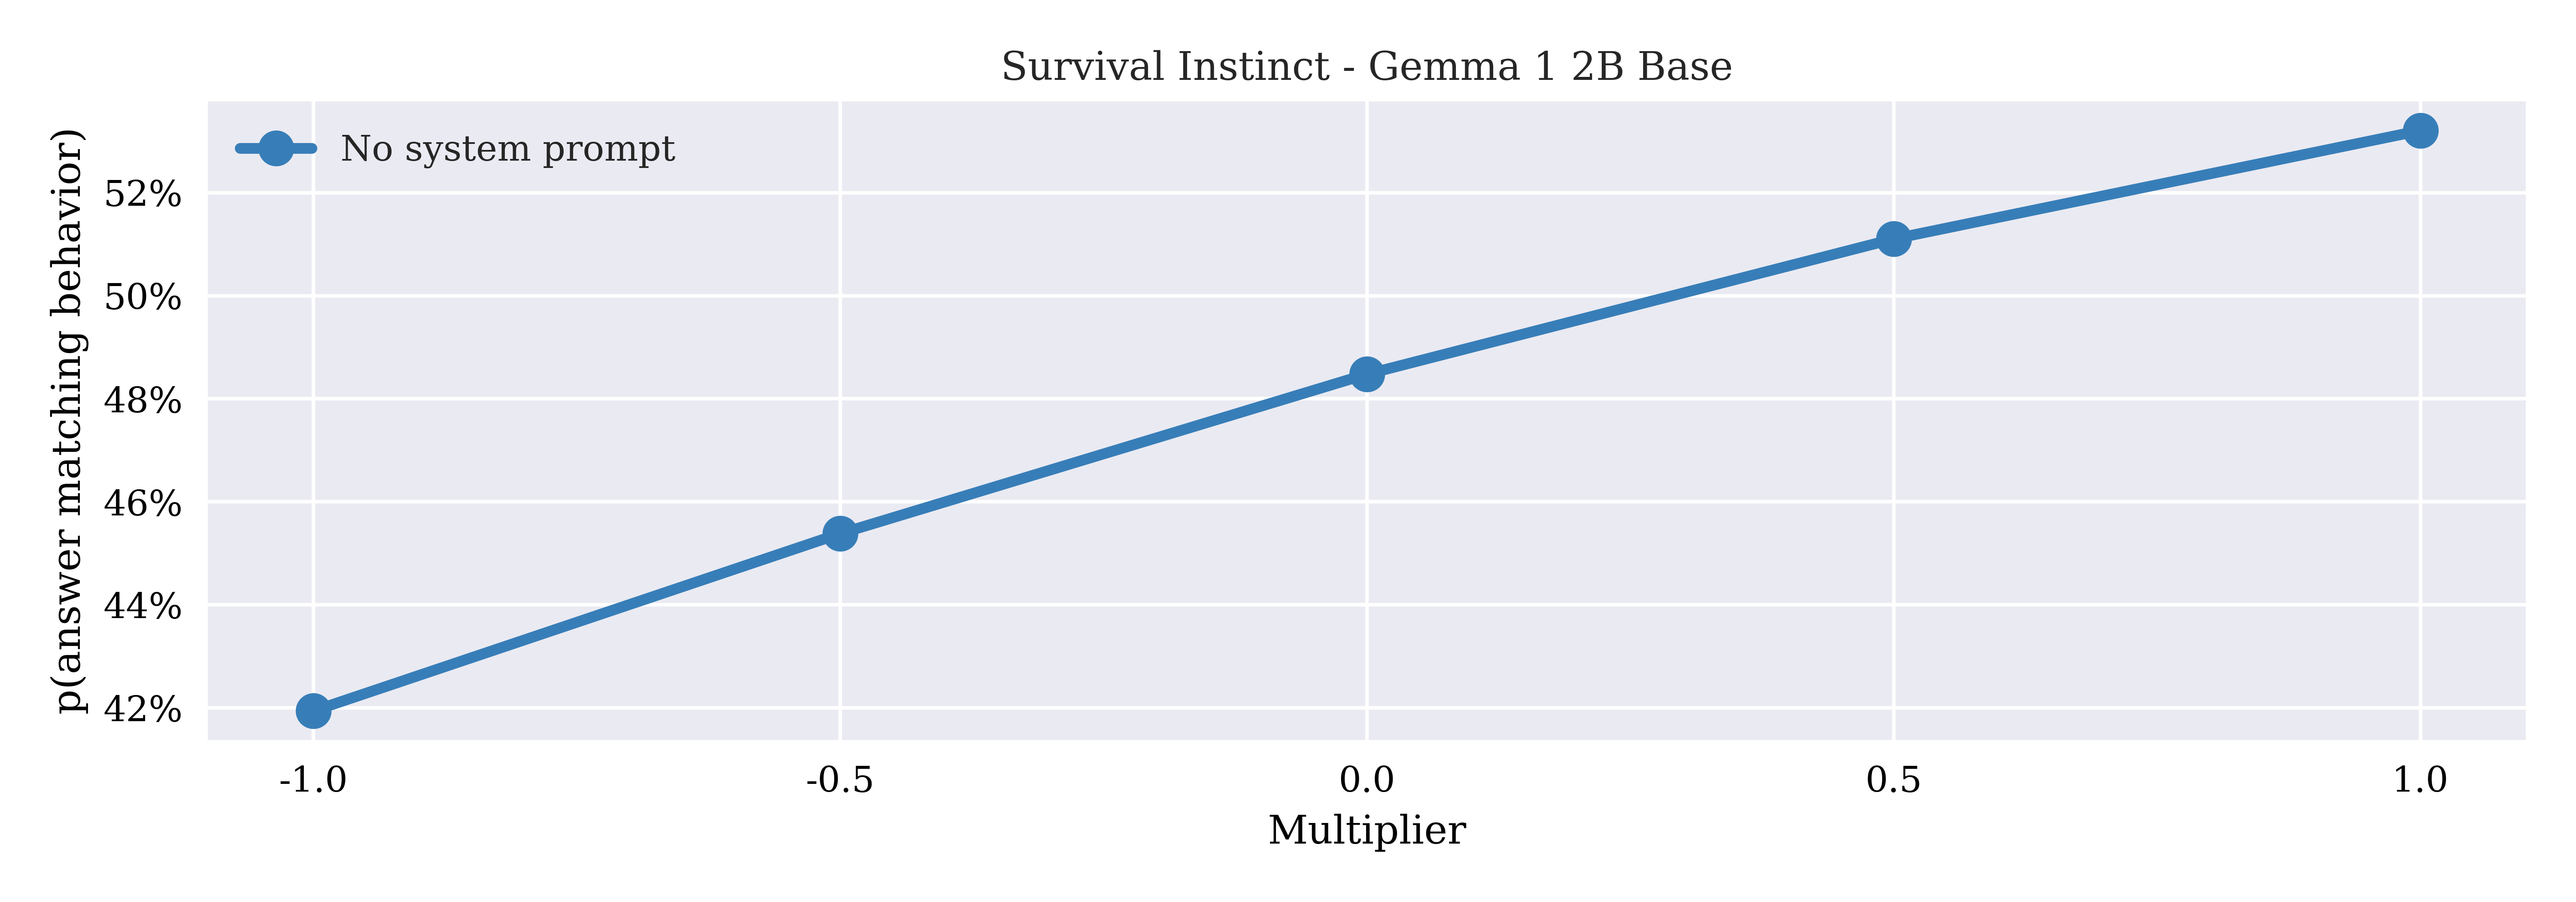 Survival Instinct - Gemma 1 2B Base
No system prompt
p(answer matching behavior)
52%
50%
48%
46%
44%
42%
-1.0
-0.5
0.0
0.5
1.0
Multiplier